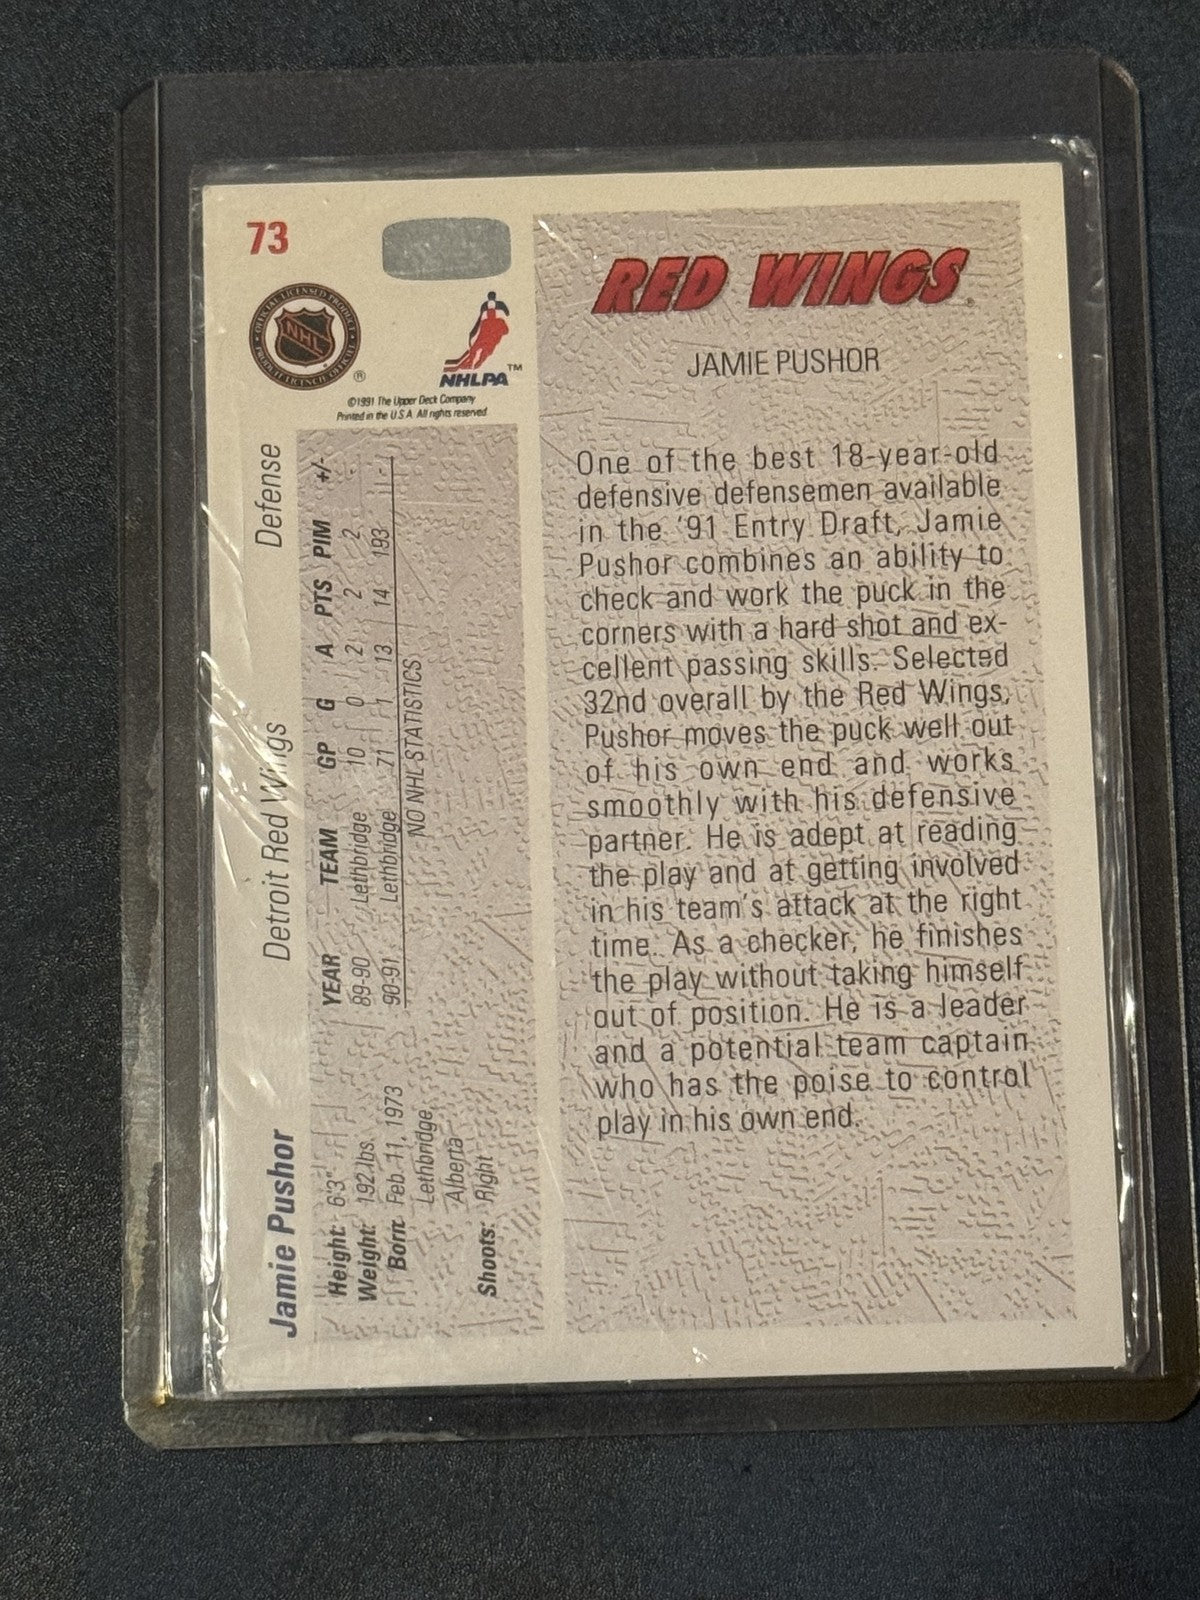 73
OFFICIAL LICENSED PRODUCT
NHL
PRODUIT LICENCIE OFFICIEL
®
NHLPA™
©1991 The Upper Deck Company
Printed in the U.S.A. All rights reserved
RED WINGS®
JAMIE PUSHOR
One of the best 18-year-old
defensive defensemen available
in the '91 Entry Draft, Jamie
Pushor combines an ability to
check and work the puck in the
corners with a hard shot and ex-
cellent passing skills. Selected
32nd overall by the Red Wings,
Pushor moves the puck well out
of his own end and works
smoothly with his defensive
partner. He is adept at reading
the play and at getting involved
in his team's attack at the right
time. As a checker, he finishes
the play without taking himself
out of position. He is a leader
and a potential team captain
who has the poise to control
play in his own end.
Jamie Pushor Detroit Red Wings Defense
Height: 6'3"
Weight: 192 lbs.
Born: Feb. 11, 1973
Lethbridge,
Alberta
Shoots: Right
YEAR TEAM GP G A PTS PIM +/-
89-90 Lethbridge 10 0 2 2 2 -
90-91 Lethbridge 71 1 13 14 193 -
NO NHL STATISTICS